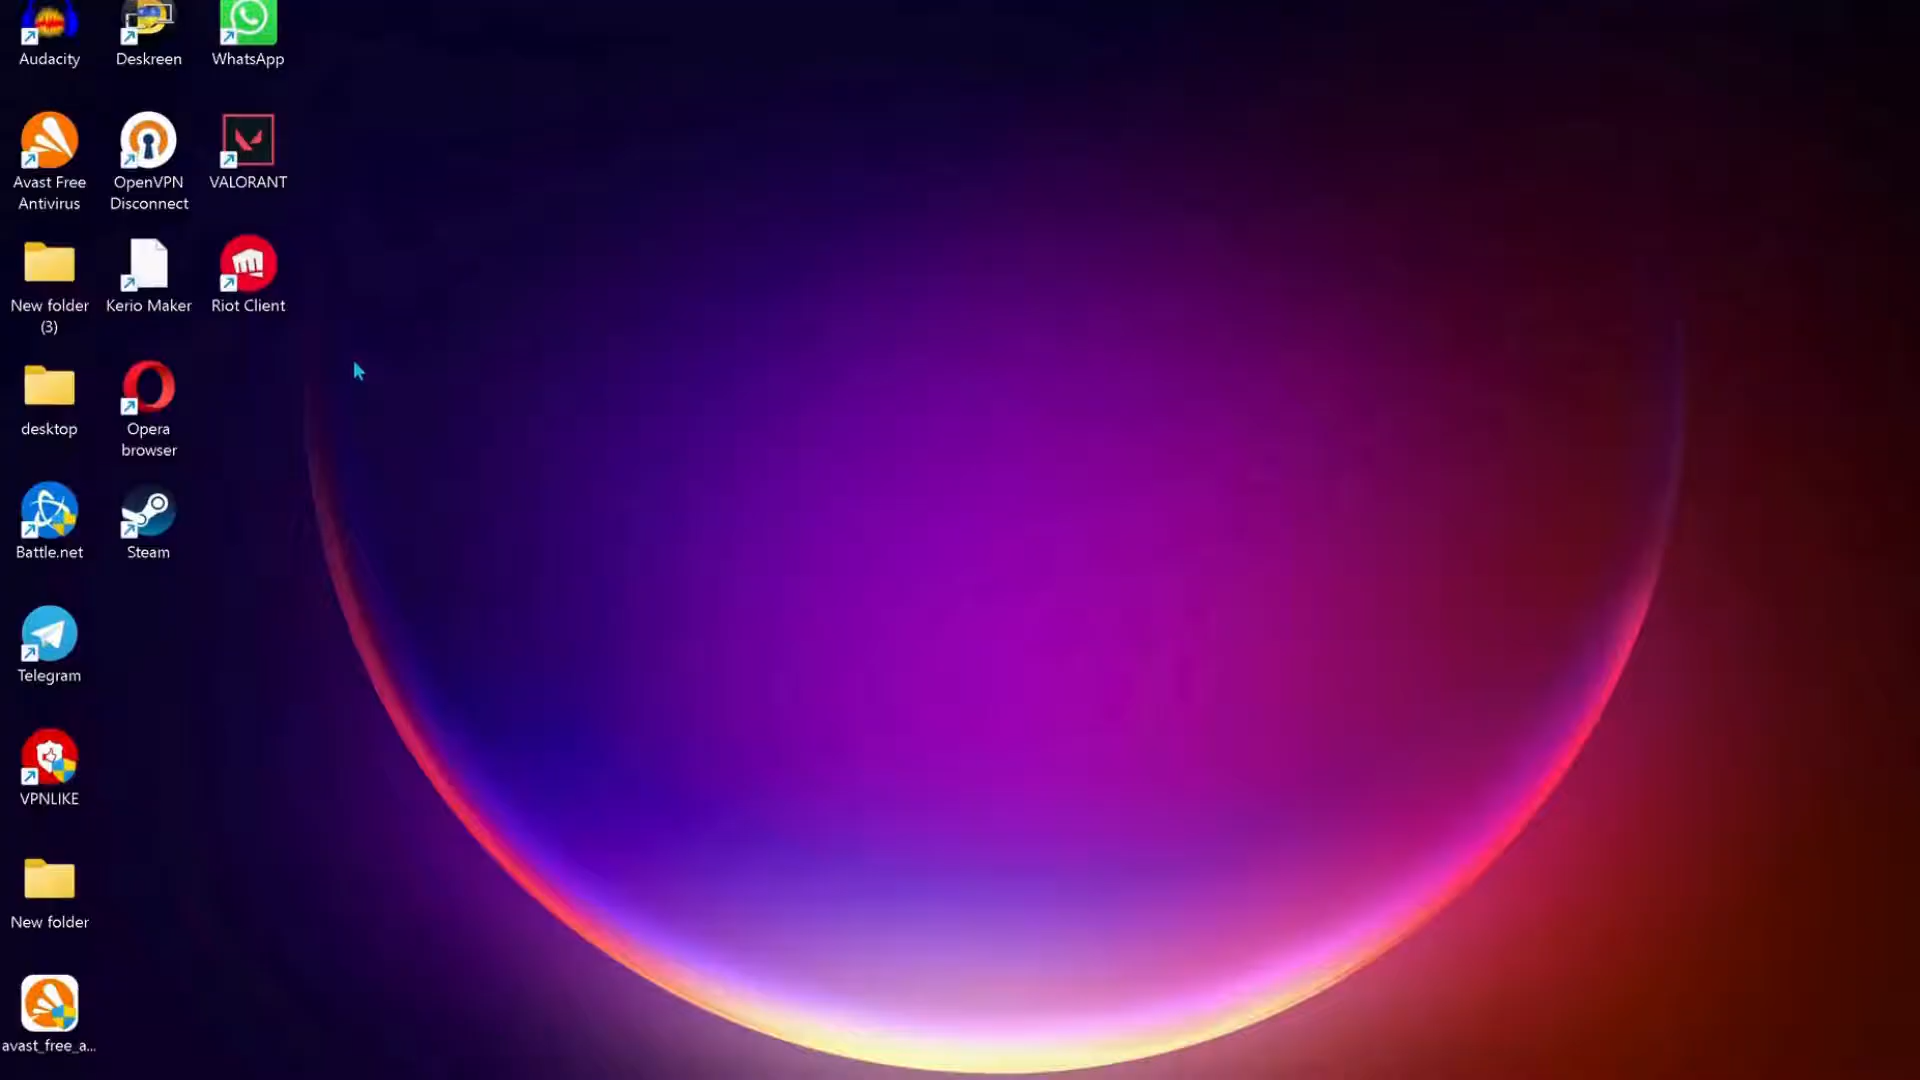 Audacity
Deskreen
WhatsApp
Avast Free
Antivirus
OpenVPN
Disconnect
VALORANT
New folder
(3)
Kerio Maker
Riot Client
desktop
Opera
browser
Battle.net
Steam
Telegram
VPNLIKE
New folder
avast_free_a...